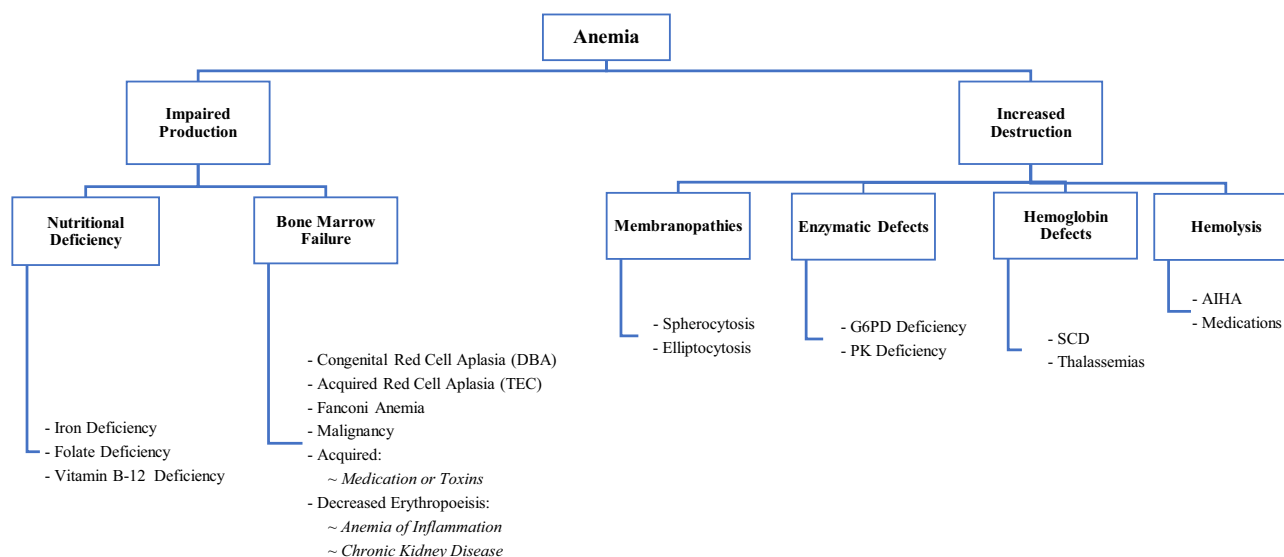 Anemia
Impaired
Production
Increased
Destruction
Nutritional
Deficiency
Bone Marrow
Failure
Membranopathies
Enzymatic Defects
Hemoglobin
Defects
Hemolysis
- Iron Deficiency
- Folate Deficiency
- Vitamin B-12 Deficiency
- Congenital Red Cell Aplasia (DBA)
- Acquired Red Cell Aplasia (TEC)
- Fanconi Anemia
- Malignancy
- Acquired:
~ Medication or Toxins
- Decreased Erythropoeisis:
~ Anemia of Inflammation
~ Chronic Kidney Disease
- Spherocytosis
- Elliptocytosis
- G6PD Deficiency
- PK Deficiency
- SCD
- Thalassemias
- AIHA
- Medications